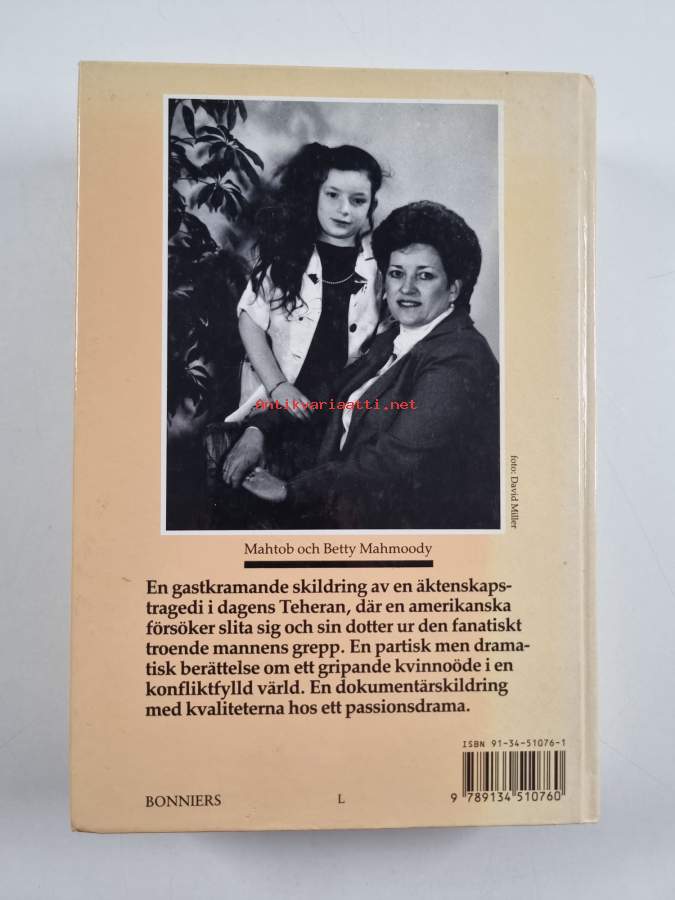 antikvariaatti.net
foto: David Miller
Mahtob och Betty Mahmoody
En gastkramande skildring av en äktenskaps-
tragedi i dagens Teheran, där en amerikanska
försöker slita sig och sin dotter ur den fanatiskt
troende mannens grepp. En partisk men drama-
tisk berättelse om ett gripande kvinnoöde i en
konfliktfylld värld. En dokumentärskildring
med kvaliteterna hos ett passionsdrama.
ISBN 91-34-51076-1
9 789134 510760
BONNIERS L